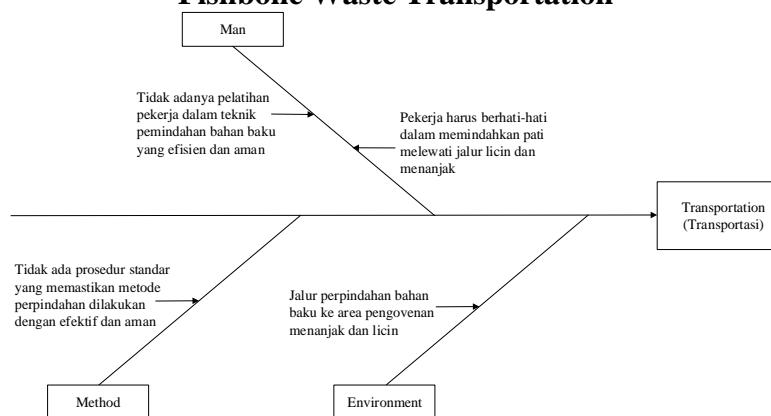 Fishbone Waste Transportation
Man
Tidak adanya pelatihan
pekerja dalam teknik
pemindahan bahan baku
yang efisien dan aman
Pekerja harus berhati-hati
dalam memindahkan pati
melewati jalur licin dan
menanjak
Transportation
(Transportasi)
Tidak ada prosedur standar
yang memastikan metode
perpindahan dilakukan
dengan efektif dan aman
Jalur perpindahan bahan
baku ke area pengovenan
menanjak dan licin
Method
Environment